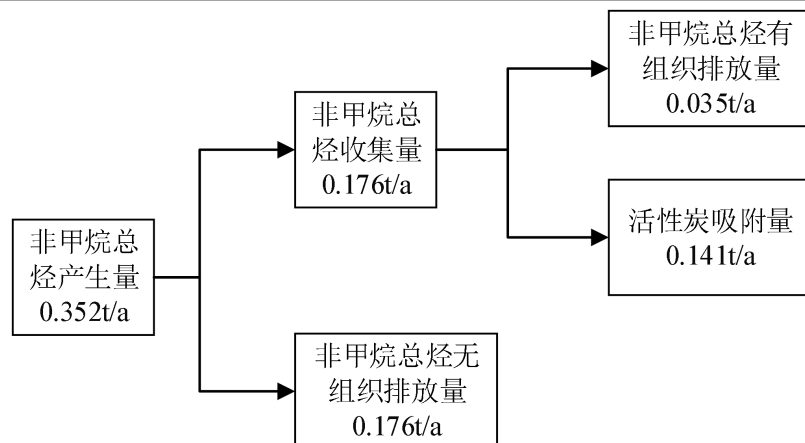 非甲烷总烃有
组织排放量
0.035t/a
非甲烷总
烃收集量
0.176t/a
活性炭吸附量
0.141t/a
非甲烷总
烃产生量
0.352t/a
非甲烷总烃无
组织排放量
0.176t/a